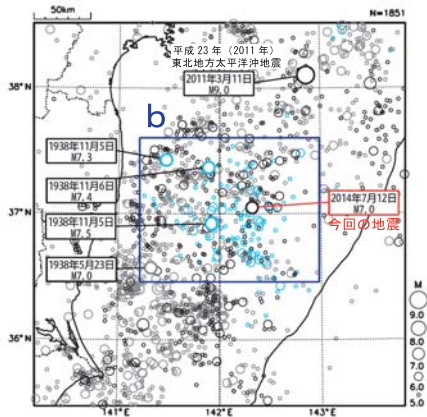 50km
N=1851
平成 23 年 (2011 年)
東北地方太平洋沖地震
2011年3月11日
M9.0
38°N
b
1938年11月5日
M7.3
1938年11月6日
M7.4
2014年7月12日
M7.0
今回の地震
37°N
1938年11月5日
M7.5
1938年5月23日
M7.0
36°N
M
9.0
8.0
7.0
6.0
5.0
141°E
142°E
143°E